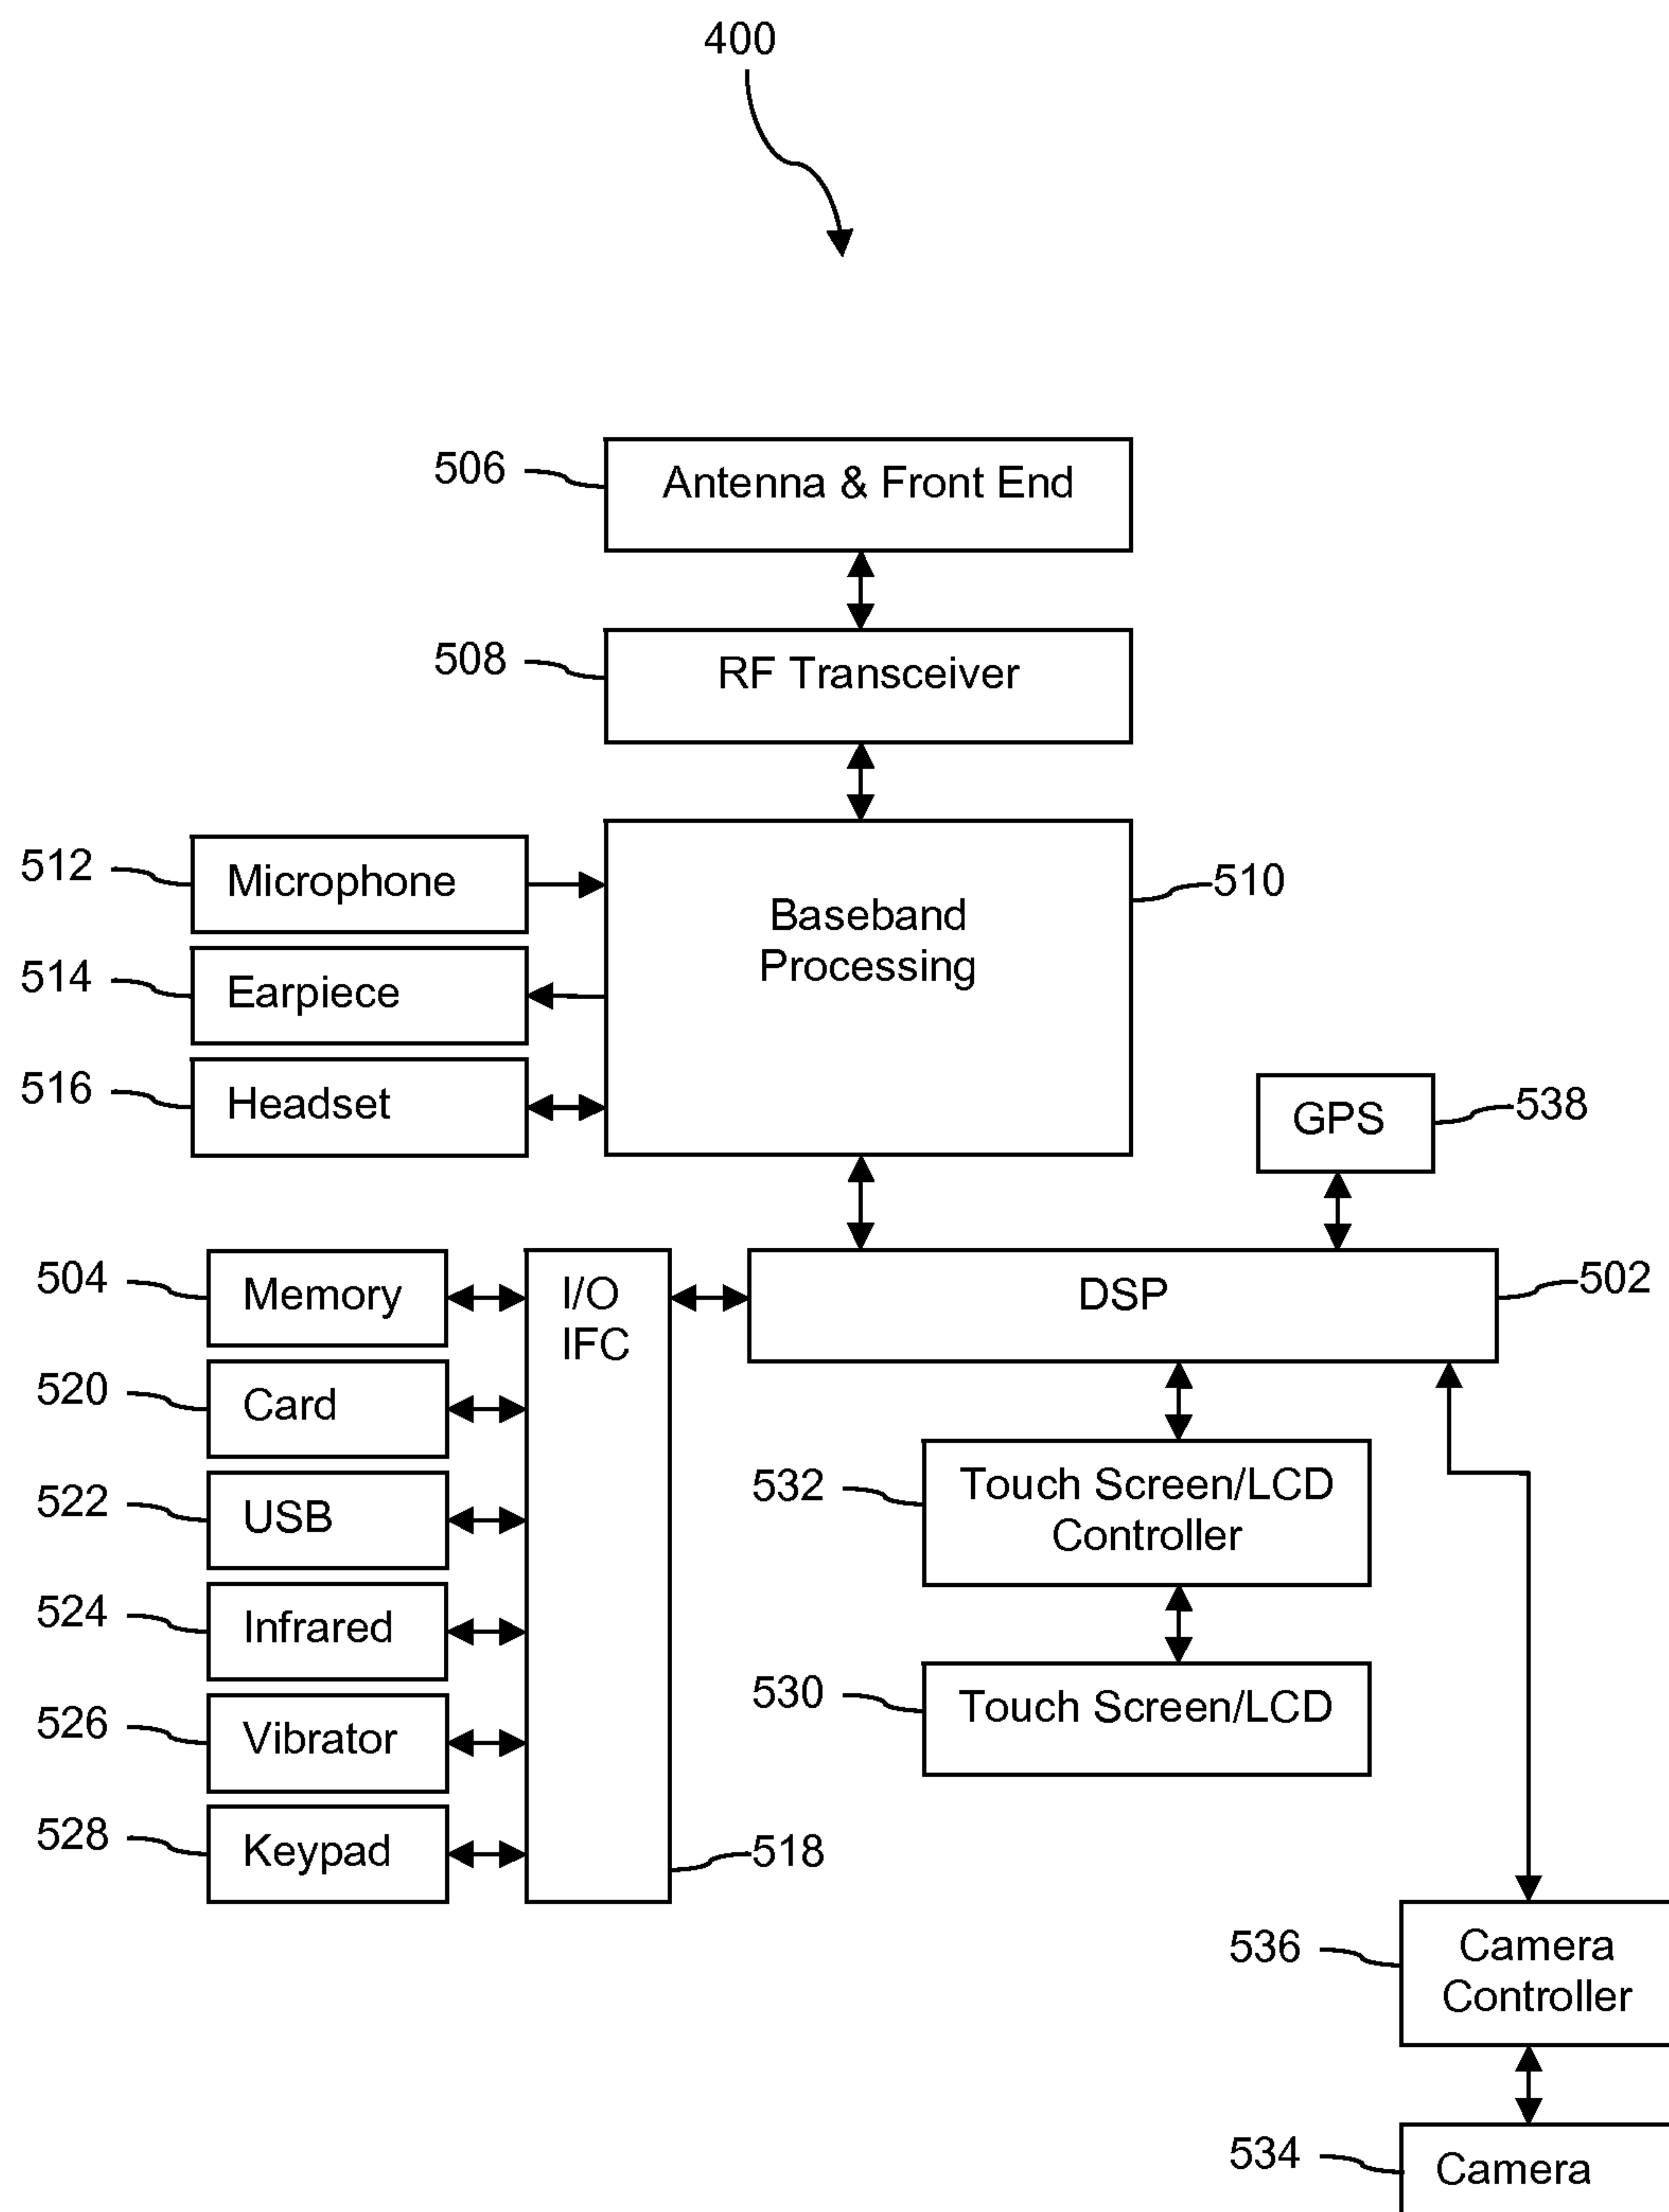 400
506
Antenna & Front End
508
RF Transceiver
512
Microphone
510
Baseband
Processing
514
Earpiece
516
Headset
538
GPS
504
Memory
I/O
IFC
DSP
502
520
Card
522
USB
532
Touch Screen/LCD
Controller
524
Infrared
530
Touch Screen/LCD
526
Vibrator
528
Keypad
518
536
Camera
Controller
534
Camera